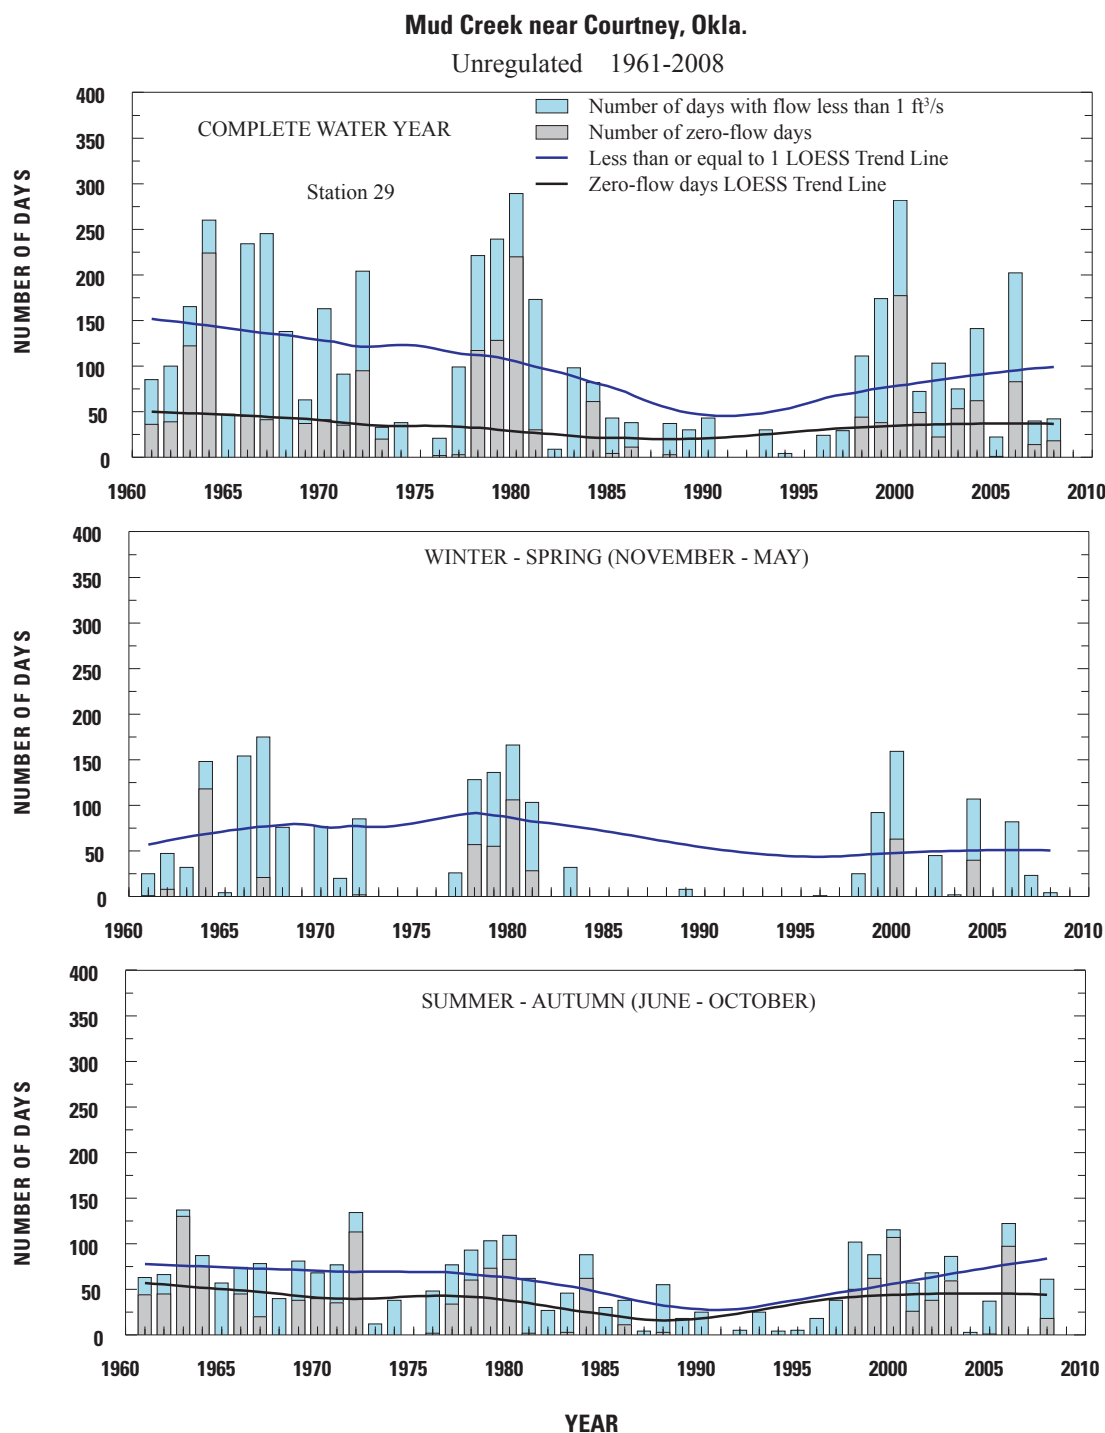 Mud Creek near Courtney, Okla.
Unregulated 1961-2008
COMPLETE WATER YEAR
Station 29
Number of days with flow less than 1 ft³/s
Number of zero-flow days
Less than or equal to 1 LOESS Trend Line
Zero-flow days LOESS Trend Line
NUMBER OF DAYS
400
350
300
250
200
150
100
50
0
1960 1965 1970 1975 1980 1985 1990 1995 2000 2005 2010
WINTER - SPRING (NOVEMBER - MAY)
NUMBER OF DAYS
400
350
300
250
200
150
100
50
0
1960 1965 1970 1975 1980 1985 1990 1995 2000 2005 2010
SUMMER - AUTUMN (JUNE - OCTOBER)
NUMBER OF DAYS
400
350
300
250
200
150
100
50
0
1960 1965 1970 1975 1980 1985 1990 1995 2000 2005 2010
YEAR